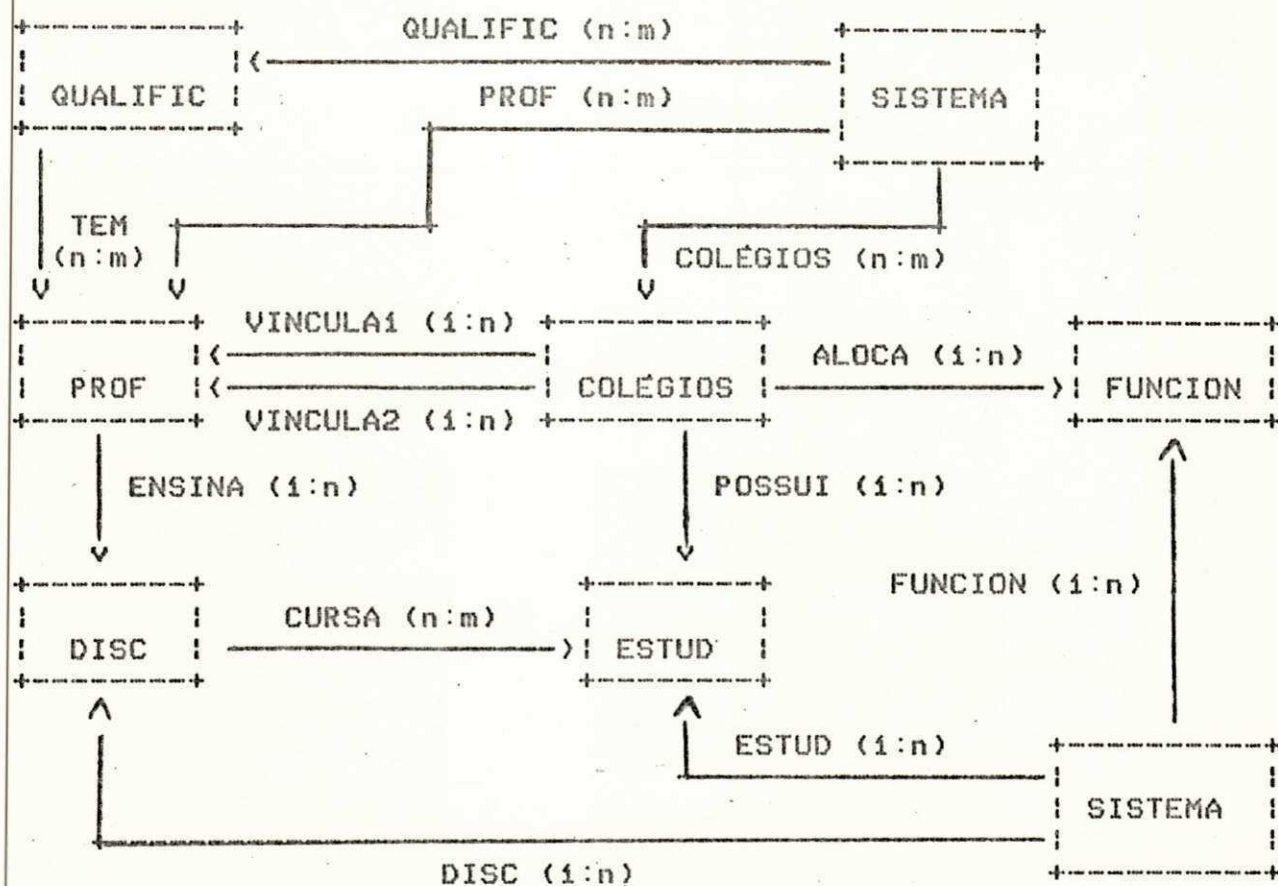 QUALIFIC (n:m)
QUALIFIC
PROF (n:m)
SISTEMA
TEM
(n:m)
COLÉGIOS (n:m)
VINCULA1 (1:n)
ALOCA (1:n)
PROF
COLÉGIOS
FUNCION
VINCULA2 (1:n)
ENSINA (1:n)
POSSUI (1:n)
FUNCION (1:n)
CURSA (n:m)
DISC
ESTUD
ESTUD (1:n)
SISTEMA
DISC (1:n)